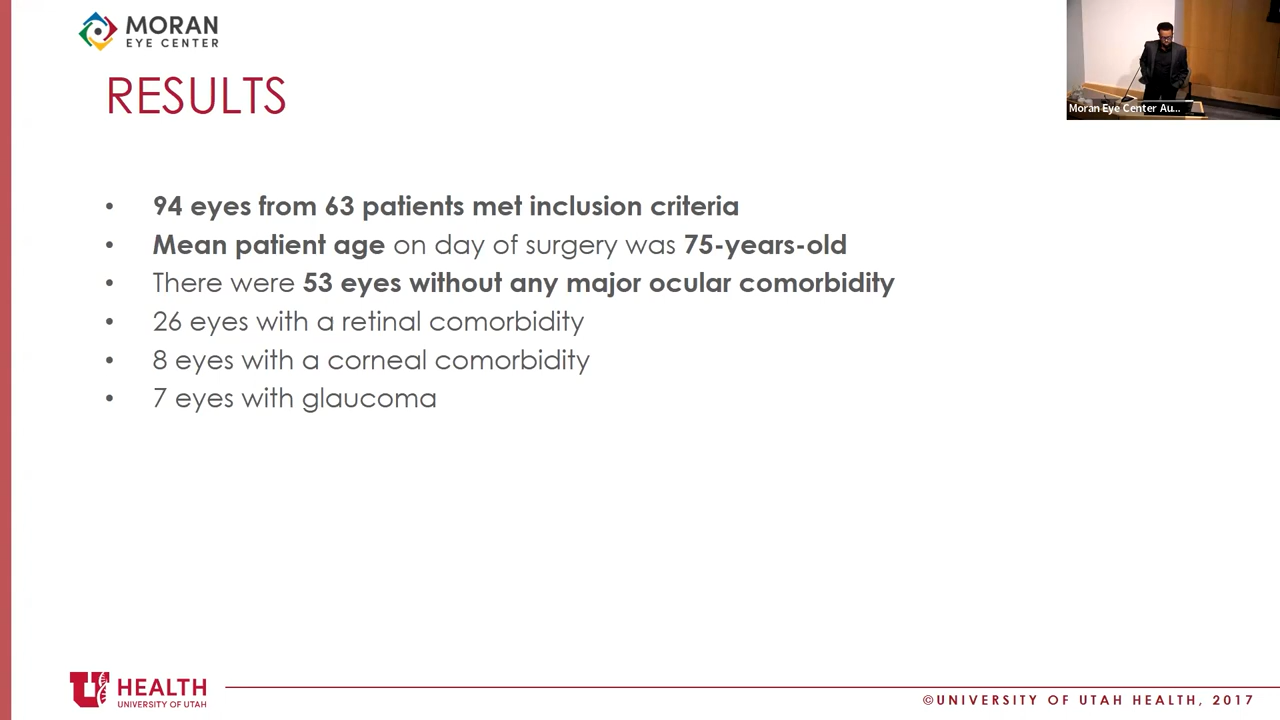 MORAN
EYE CENTER
Moran Eye Center Au...
RESULTS
• 94 eyes from 63 patients met inclusion criteria
• Mean patient age on day of surgery was 75-years-old
• There were 53 eyes without any major ocular comorbidity
• 26 eyes with a retinal comorbidity
• 8 eyes with a corneal comorbidity
• 7 eyes with glaucoma
U HEALTH
UNIVERSITY OF UTAH
©UNIVERSITY OF UTAH HEALTH, 2017